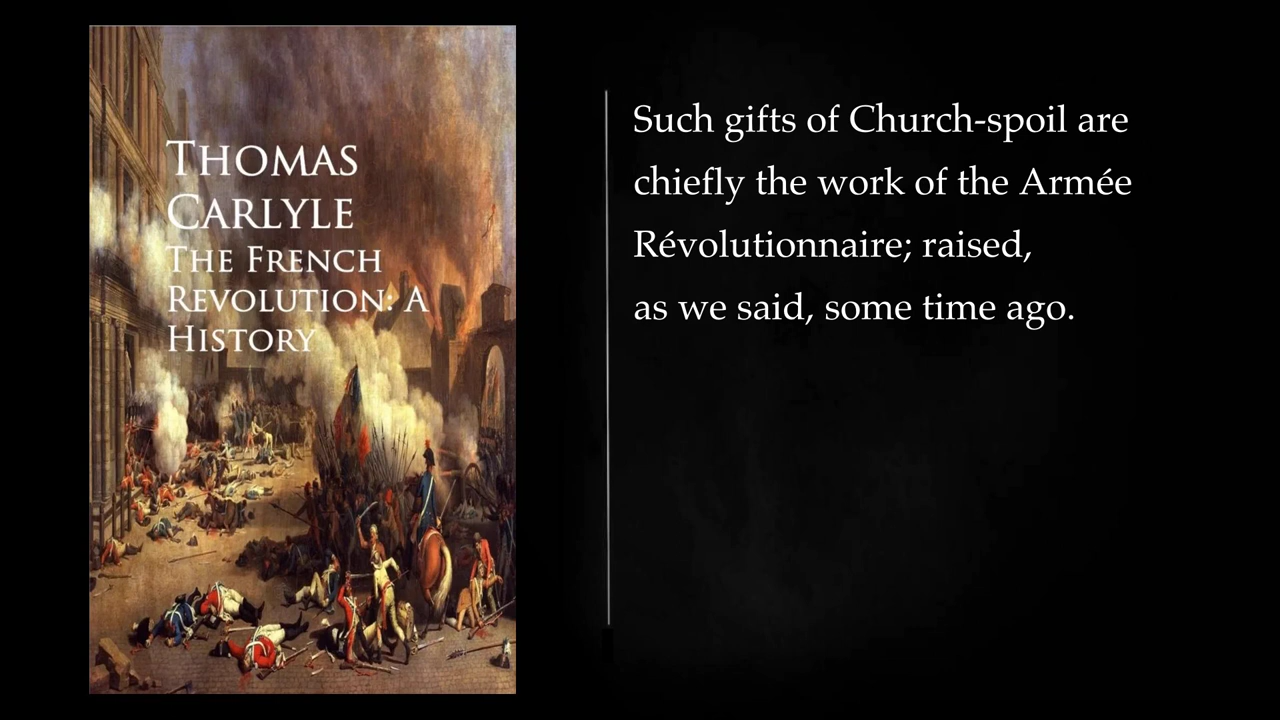 THOMAS
CARLYLE
THE FRENCH
REVOLUTION: A
HISTORY
Such gifts of Church-spoil are
chiefly the work of the Armée
Révolutionnaire; raised,
as we said, some time ago.